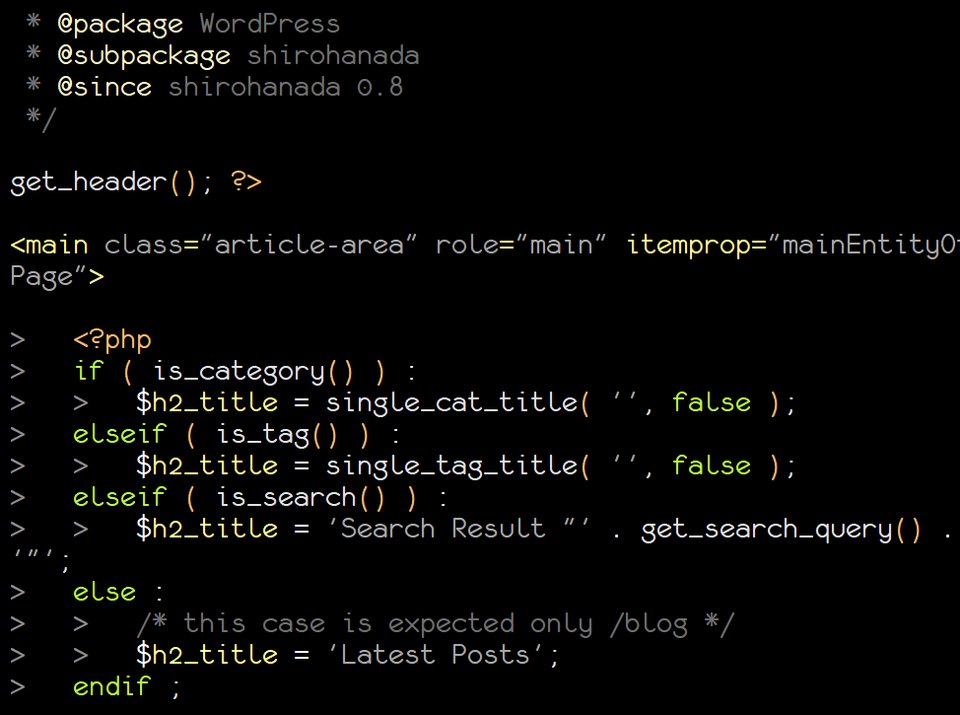 * @package WordPress
* @subpackage shirohanada
* @since shirohanada 0.8
*/
get_header(); ?>
<main class="article-area" role="main" itemprop="mainEntityOf
Page">
> <?php
> if ( is_category() ) :
> > $h2_title = single_cat_title( '', false );
> elseif ( is_tag() ) :
> > $h2_title = single_tag_title( '', false );
> elseif ( is_search() ) :
> > $h2_title = 'Search Result "' . get_search_query() .
'"';
> else :
> > /* this case is expected only /blog */
> > $h2_title = 'Latest Posts';
> endif ;